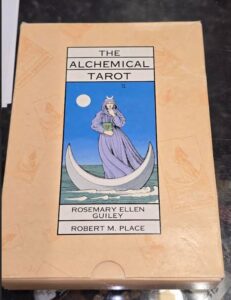 THE
ALCHEMICAL
TAROT
ROSEMARY ELLEN
GUILEY
ROBERT M. PLACE